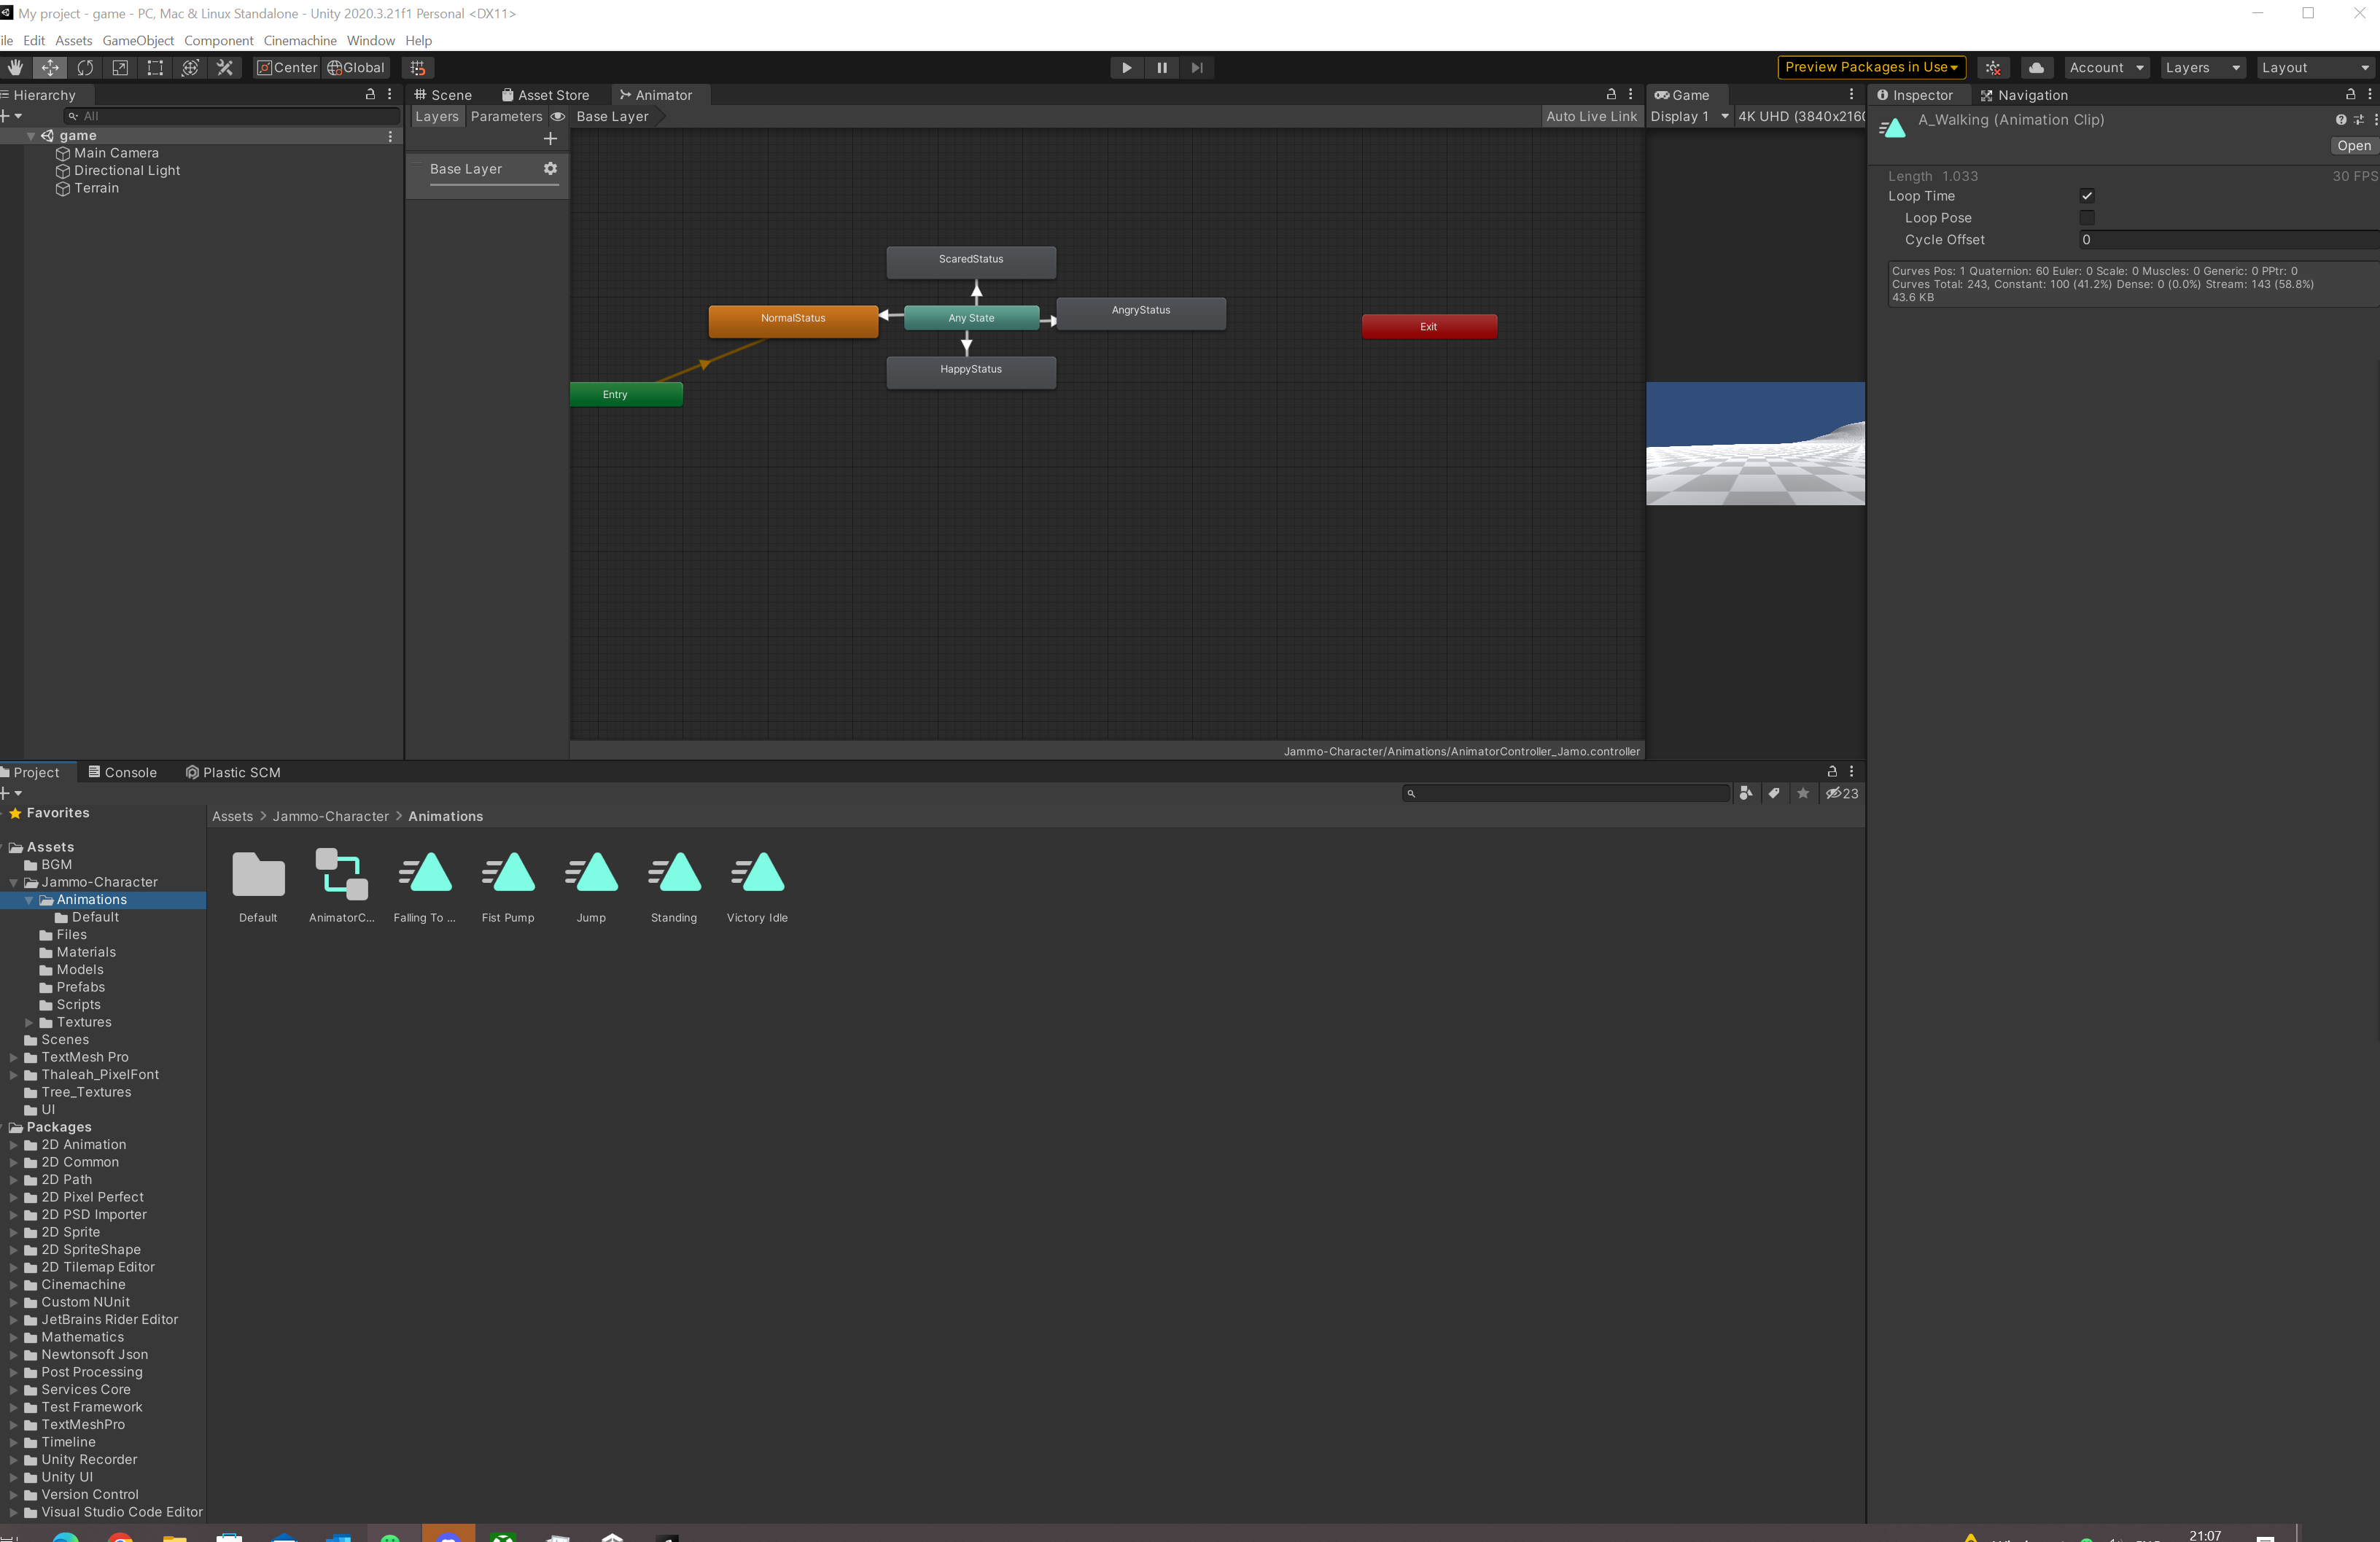 My project - game - PC, Mac & Linux Standalone - Unity 2020.3.21f1 Personal <DX11>
ile Edit Assets GameObject Component Cinemachine Window Help
Center Global Preview Packages in Use Account Layers Layout
Hierarchy
All
game
Main Camera
Directional Light
Terrain
Scene Asset Store Animator
Layers Parameters Base Layer Auto Live Link
Base Layer
ScaredStatus
NormalStatus
Any State
AngryStatus
HappyStatus
Entry
Exit
Jammo-Character/Animations/AnimatorController_Jamo.controller
Game
Display 1 4K UHD (3840x2160
Inspector Navigation
A_Walking (Animation Clip)
Open
Length 1.033 30 FPS
Loop Time
Loop Pose
Cycle Offset 0
Curves Pos: 1 Quaternion: 60 Euler: 0 Scale: 0 Muscles: 0 Generic: 0 PPtr: 0
Curves Total: 243, Constant: 100 (41.2%) Dense: 0 (0.0%) Stream: 143 (58.8%)
43.6 KB
Project Console Plastic SCM
23
Favorites
Assets
BGM
Jammo-Character
Animations
Default
Files
Materials
Models
Prefabs
Scripts
Textures
Scenes
TextMesh Pro
Thaleah_PixelFont
Tree_Textures
UI
Packages
2D Animation
2D Common
2D Path
2D Pixel Perfect
2D PSD Importer
2D Sprite
2D SpriteShape
2D Tilemap Editor
Cinemachine
Custom NUnit
JetBrains Rider Editor
Mathematics
Newtonsoft Json
Post Processing
Services Core
Test Framework
TextMeshPro
Timeline
Unity Recorder
Unity UI
Version Control
Visual Studio Code Editor
Assets > Jammo-Character > Animations
Default AnimatorC... Falling To ... Fist Pump Jump Standing Victory Idle
21:07